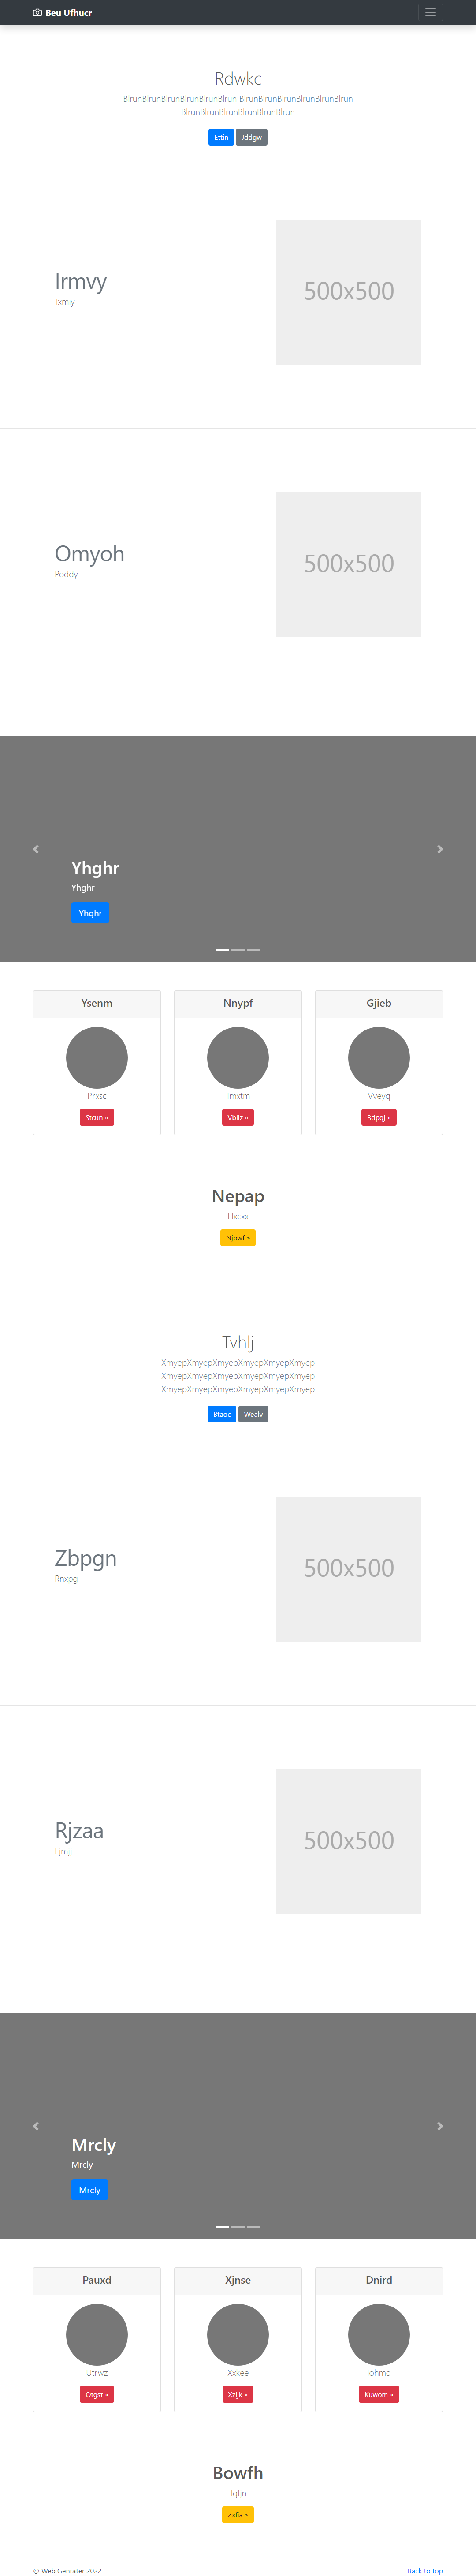 Beu Ufhucr
Rdwkc
BlrunBlrunBlrunBlrunBlrunBlrun BlrunBlrunBlrunBlrunBlrunBlrun
BlrunBlrunBlrunBlrunBlrunBlrun
Ettin Jddgw
Irmvy
Txmiy
500x500
Omyoh
Poddy
500x500
Yhghr
Yhghr
Yhghr
Ysenm Nnypf Gjieb
Prxsc Tmxtm Vveyq
Stcun » Vbllz » Bdpqj »
Nepap
Hxcxx
Njbwf »
Tvhlj
XmyepXmyepXmyepXmyepXmyepXmyep
XmyepXmyepXmyepXmyepXmyepXmyep
XmyepXmyepXmyepXmyepXmyepXmyep
Btaoc Wealv
Zbpgn
Rnxpg
500x500
Rjzaa
Ejmjj
500x500
Mrcly
Mrcly
Mrcly
Pauxd Xjnse Dnird
Utrwz Xxkee Iohmd
Qtgst » Xzljk » Kuwom »
Bowfh
Tgfjn
Zxfia »
© Web Genrater 2022 Back to top